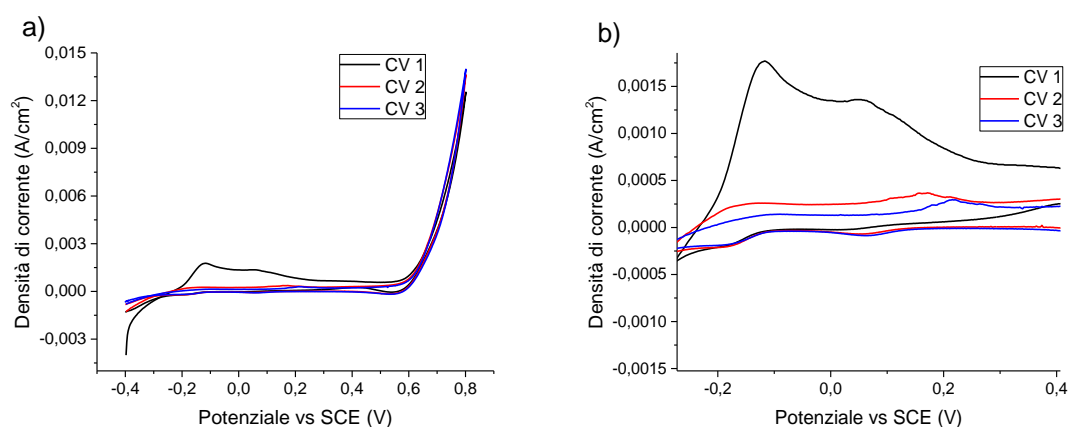 a)
0,015
0,012
0,009
0,006
0,003
0,000
-0,003
Densità di corrente (A/cm²)
CV 1
CV 2
CV 3
-0,4 -0,2 0,0 0,2 0,4 0,6 0,8
Potenziale vs SCE (V)
b)
0,0015
0,0010
0,0005
0,0000
-0,0005
-0,0010
-0,0015
Densità di corrente (A/cm²)
CV 1
CV 2
CV 3
-0,2 0,0 0,2 0,4
Potenziale vs SCE (V)